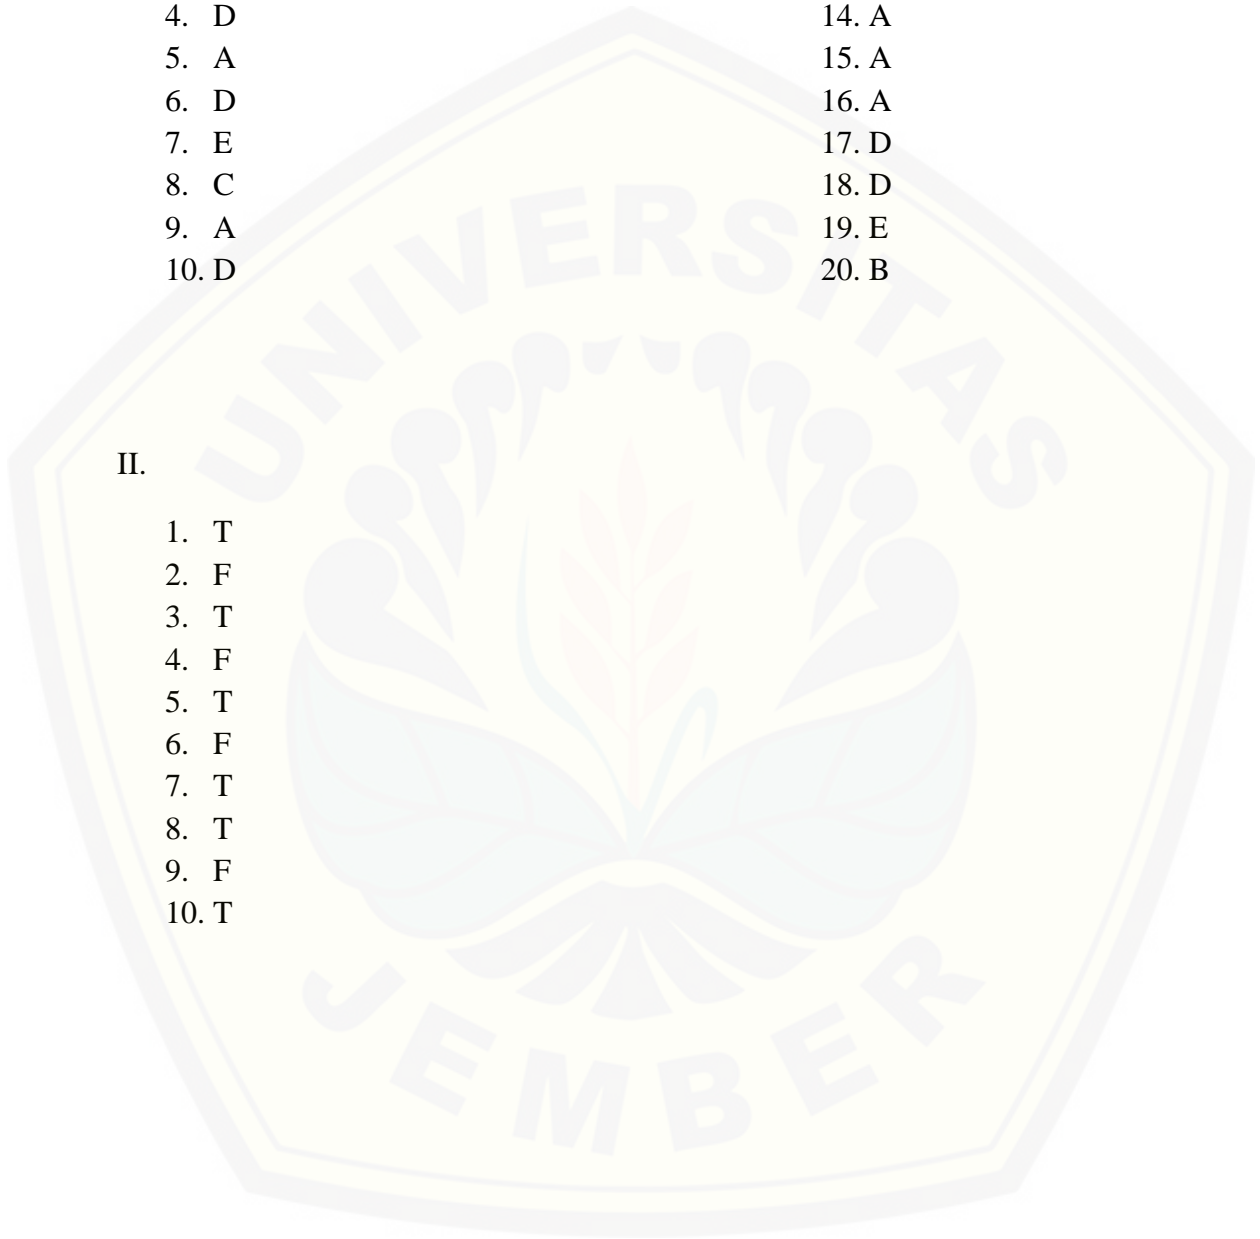 4. D
5. A
6. D
7. E
8. C
9. A
10. D
14. A
15. A
16. A
17. D
18. D
19. E
20. B
II.
1. T
2. F
3. T
4. F
5. T
6. F
7. T
8. T
9. F
10. T
UNIVERSITAS
JEMBER